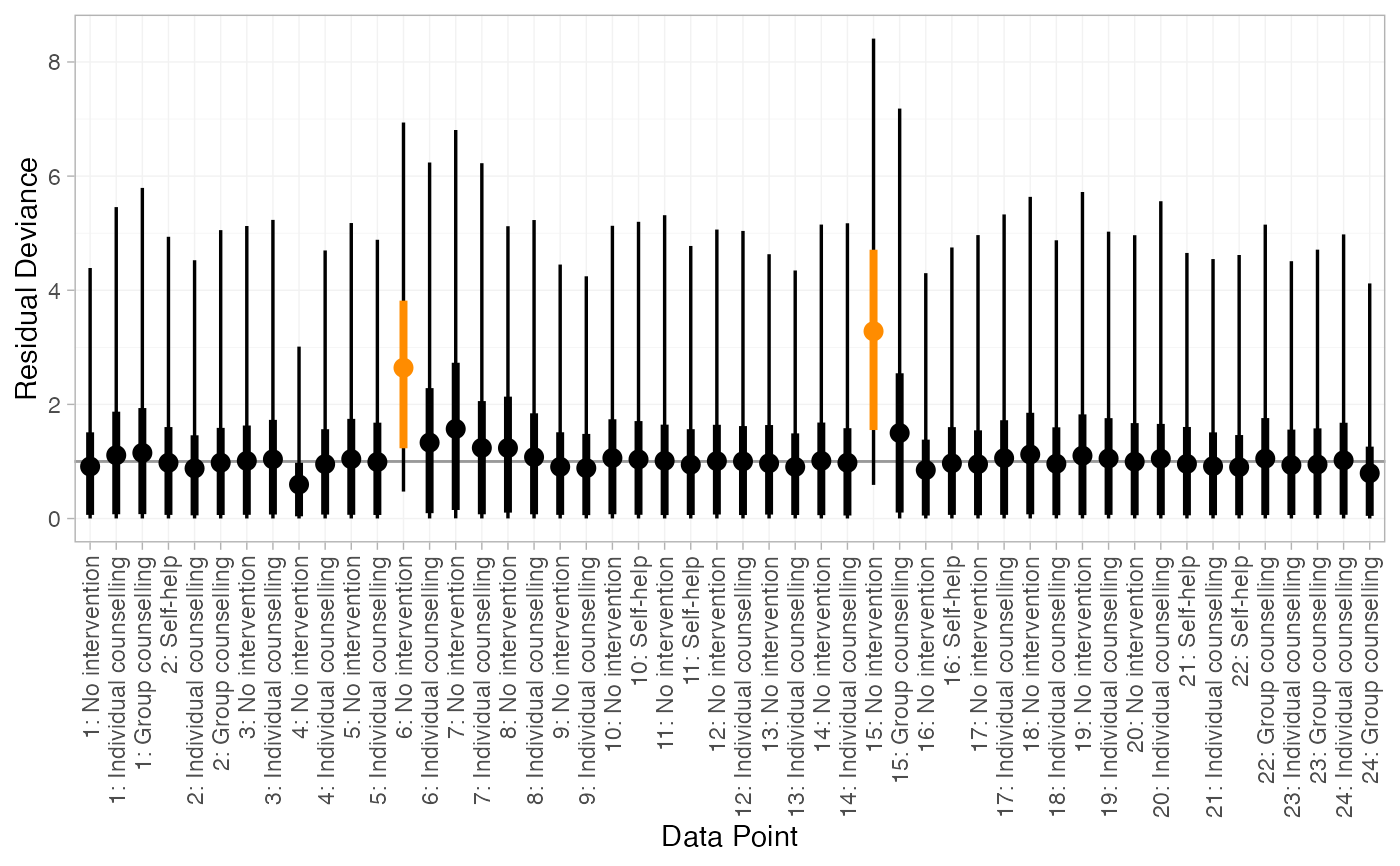 Residual Deviance
8
6
4
2
0
1: No intervention
1: Individual counselling
1: Group counselling
2: Self-help
2: Individual counselling
2: Group counselling
3: No intervention
3: Individual counselling
4: No intervention
4: Individual counselling
5: No intervention
5: Individual counselling
6: No intervention
6: Individual counselling
7: No intervention
7: Individual counselling
8: No intervention
8: Individual counselling
9: No intervention
9: Individual counselling
10: No intervention
10: Self-help
11: No intervention
11: Self-help
12: No intervention
12: Individual counselling
13: No intervention
13: Individual counselling
14: No intervention
14: Individual counselling
15: No intervention
15: Group counselling
16: No intervention
16: Self-help
17: No intervention
17: Individual counselling
18: No intervention
18: Individual counselling
19: No intervention
19: Individual counselling
20: No intervention
20: Individual counselling
21: Self-help
21: Individual counselling
22: Self-help
22: Group counselling
23: Individual counselling
23: Group counselling
24: Individual counselling
24: Group counselling
Data Point